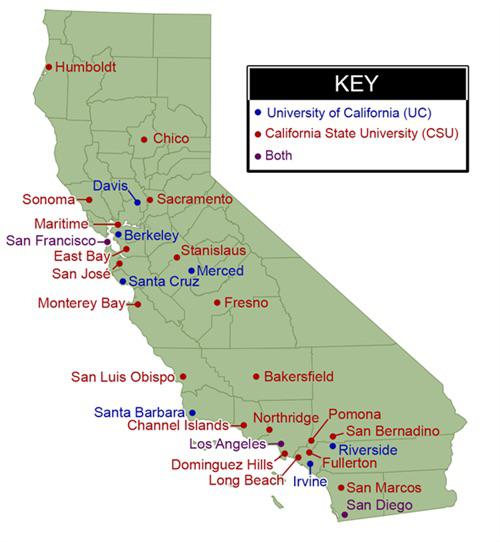 Humboldt
KEY
University of California (UC)
California State University (CSU)
Both
Chico
Davis
Sonoma
Sacramento
Maritime
Berkeley
San Francisco
East Bay
Stanislaus
San José
Merced
Santa Cruz
Monterey Bay
Fresno
San Luis Obispo
Bakersfield
Santa Barbara
Channel Islands
Northridge
Pomona
San Bernadino
Los Angeles
Riverside
Dominguez Hills
Fullerton
Long Beach
Irvine
San Marcos
San Diego